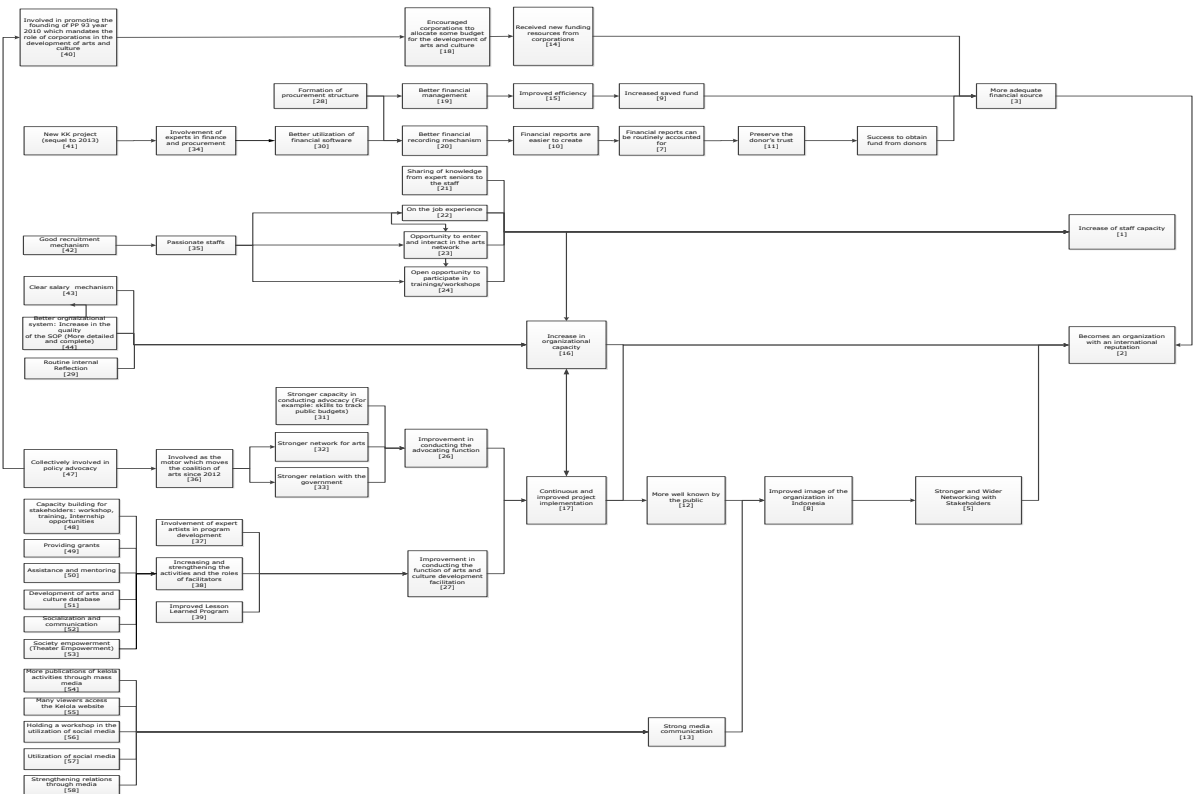 Involved in promoting the
founding of PP 93 year
2010 which mandates the
role of corporations in the
development of arts and
culture
[40]
Encouraged
corporations tto
allocate some budget
for the development of
arts and culture
[18]
Received new funding
resources from
corporations
[14]
Formation of
procurement structure
[28]
Better financial
management
[19]
Improved efficiency
[15]
Increased saved fund
[9]
More adequate
financial source
[3]
New KK project
(sequel to 2013)
[41]
Involvement of
experts in finance
and procurement
[34]
Better utilization of
financial software
[30]
Better financial
recording mechanism
[20]
Financial reports are
easier to create
[10]
Financial reports can
be routinely accounted
for
[7]
Preserve the
donor's trust
[11]
Success to obtain
fund from donors
Sharing of knowledge
from expert seniors to
the staff
[21]
On the job experience
[22]
Good recruitment
mechanism
[42]
Passionate staffs
[35]
Opportunity to enter
and interact in the arts
network
[23]
Open opportunity to
participate in
trainings/workshops
[24]
Increase of staff capacity
[1]
Clear salary mechanism
[43]
Better orghaizational
system: Increase in the
quality
of the SOP (More detailed
and complete)
[44]
Routine internal
Reflection
[29]
Increase in
organizational
capacity
[16]
Becomes an organization
with an international
reputation
[2]
Stronger capacity in
conducting advocacy (For
example: skills to track
public budgets)
[31]
Collectively involved in
policy advocacy
[47]
Involved as the
motor which moves
the coalition of
arts since 2012
[36]
Stronger network for arts
[32]
Stronger relation with the
government
[33]
Improvement in
conducting the
advocating function
[26]
Continuous and
improved project
implementation
[17]
More well known by
the public
[12]
Improved image of the
organization in
Indonesia
[8]
Stronger and Wider
Networking with
Stakeholders
[5]
Capacity building for
stakeholders: workshop,
training, Internship
opportunities
[48]
Providing grants
[49]
Assistance and mentoring
[50]
Development of arts and
culture database
[51]
Socialization and
communication
[52]
Society empowerment
(Theater Empowerment)
[53]
Involvement of expert
artists in program
development
[37]
Increasing and
strengthening the
activities and the roles
of facilitators
[38]
Improved Lesson
Learned Program
[39]
Improvement in
conducting the
function of arts and
culture development
facilitation
[27]
More publications of kelola
activities through mass
media
[54]
Many viewers access
the Kelola website
[55]
Holding a workshop in the
utilization of social media
[56]
Utilization of social media
[57]
Strengthening relations
through media
[58]
Strong media
communication
[13]